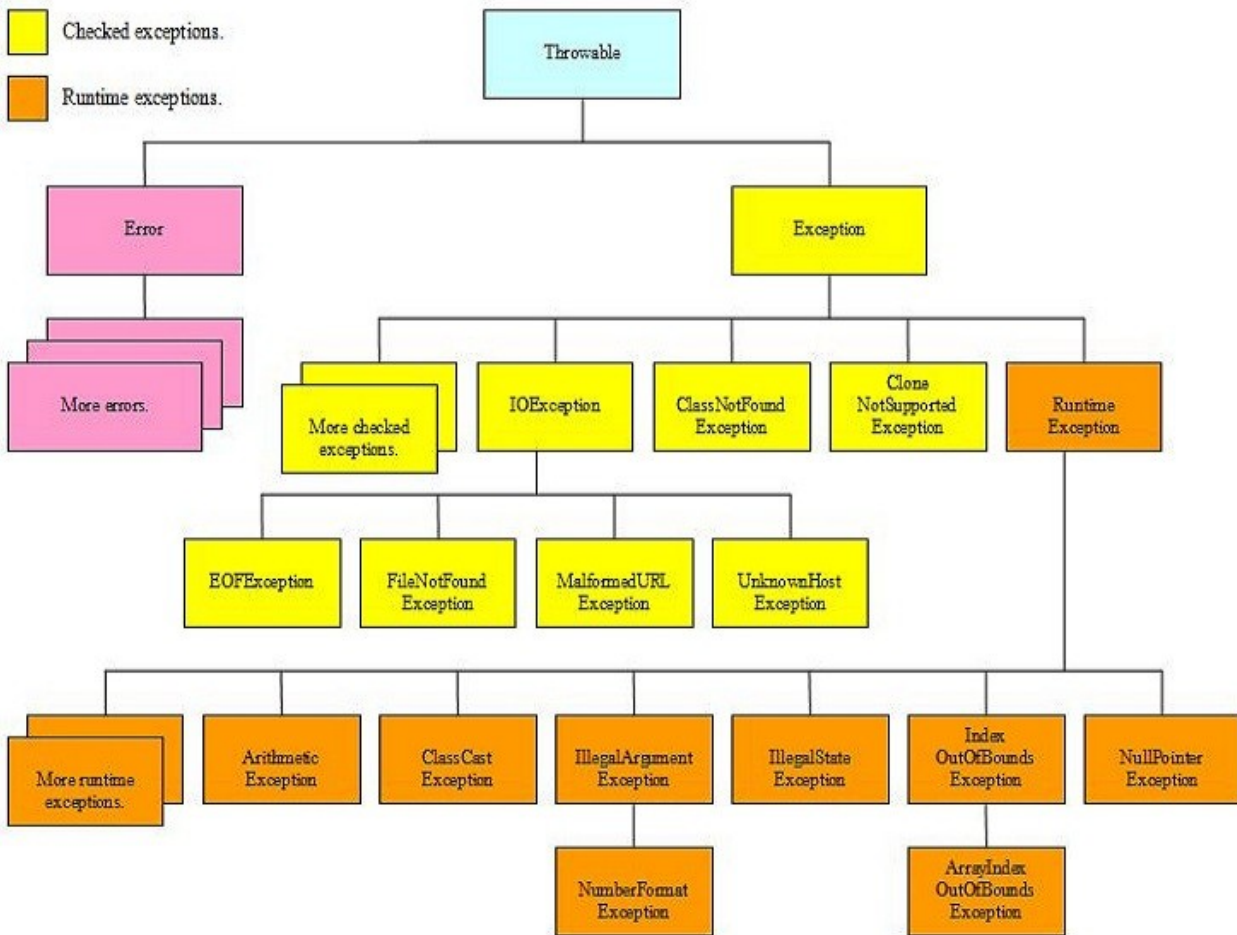 Checked exceptions.
Throwable
Runtime exceptions.
Error
Exception
More errors.
More checked
exceptions.
IOException
ClassNotFound
Exception
Clone
NotSupported
Exception
Runtime
Exception
EOFException
FileNotFound
Exception
MalformedURL
Exception
UnknownHost
Exception
More runtime
exceptions.
Arithmetic
Exception
ClassCast
Exception
IllegalArgument
Exception
IllegalState
Exception
Index
OutOfBounds
Exception
NullPointer
Exception
NumberFormat
Exception
ArrayIndex
OutOfBounds
Exception